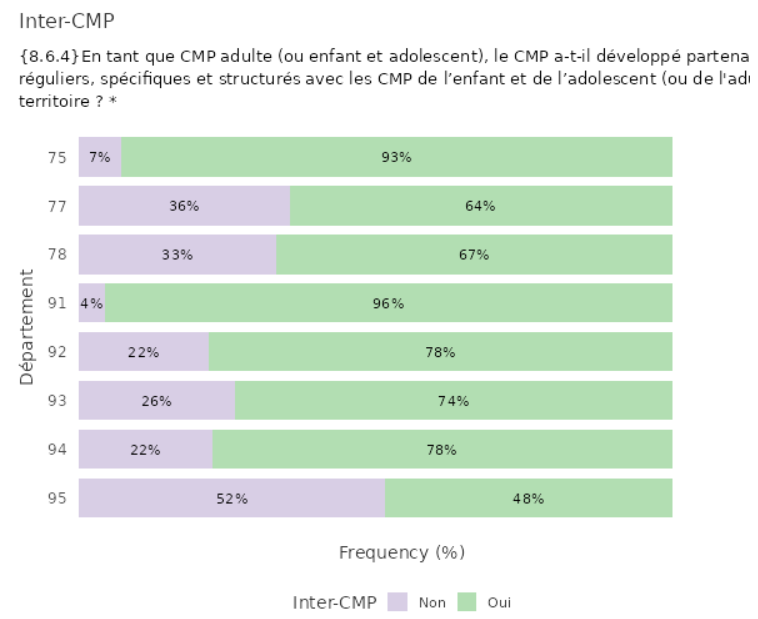 Inter-CMP
{8.6.4}En tant que CMP adulte (ou enfant et adolescent), le CMP a-t-il développé
réguliers, spécifiques et structurés avec les CMP de l’enfant et de l’adolescent (ou de
territoire ? *
75 7% 93%
77 36% 64%
78 33% 67%
91 4% 96%
92 22% 78%
93 26% 74%
94 22% 78%
95 52% 48%
Département
Frequency (%)
Inter-CMP Non Oui